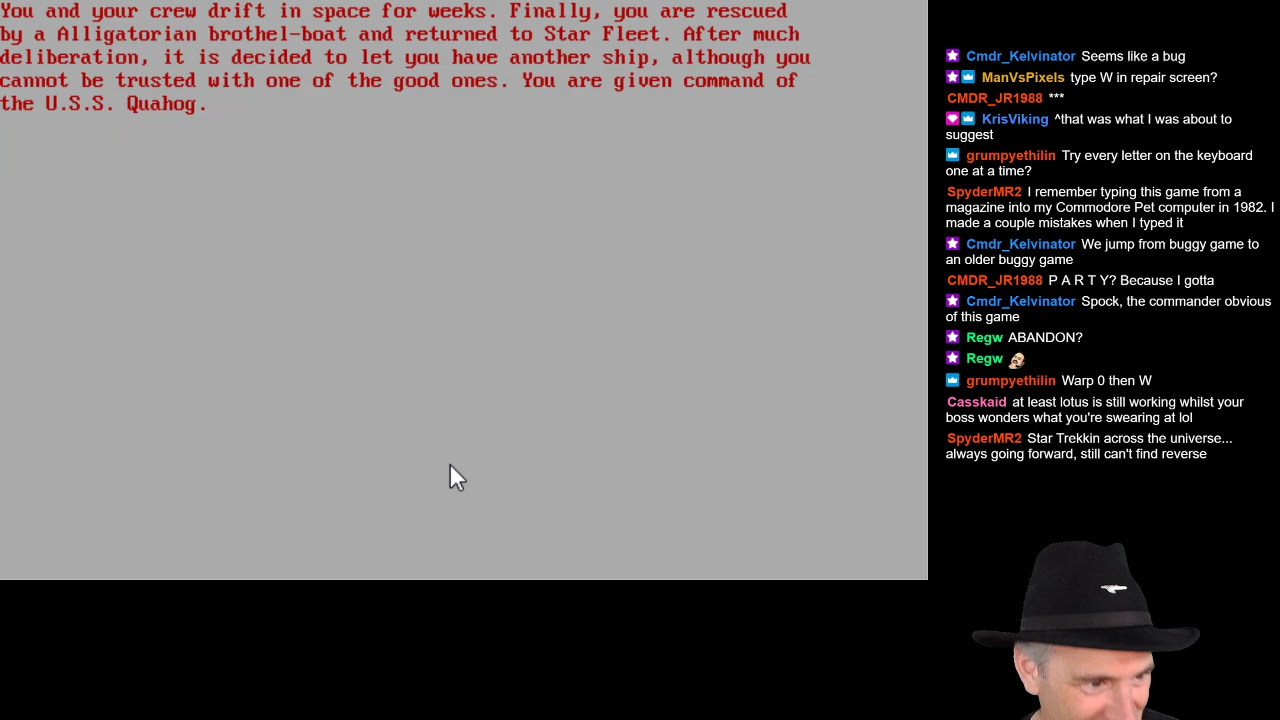 You and your crew drift in space for weeks. Finally, you are rescued
by a Alligatorian brothel-boat and returned to Star Fleet. After much
deliberation, it is decided to let you have another ship, although you
cannot be trusted with one of the good ones. You are given command of
the U.S.S. Quahog.
Cmdr_Kelvinator Seems like a bug
ManVsPixels type W in repair screen?
CMDR_JR1988 ***
KrisViking ^that was what I was about to
suggest
grumpyethilin Try every letter on the keyboard
one at a time?
SpyderMR2 I remember typing this game from a
magazine into my Commodore Pet computer in 1982. I
made a couple mistakes when I typed it
Cmdr_Kelvinator We jump from buggy game to
an older buggy game
CMDR_JR1988 P A R T Y? Because I gotta
Cmdr_Kelvinator Spock, the commander obvious
of this game
Regw ABANDON?
Regw
grumpyethilin Warp 0 then W
Casskaid at least lotus is still working whilst your
boss wonders what you're swearing at lol
SpyderMR2 Star Trekkin across the universe...
always going forward, still can't find reverse